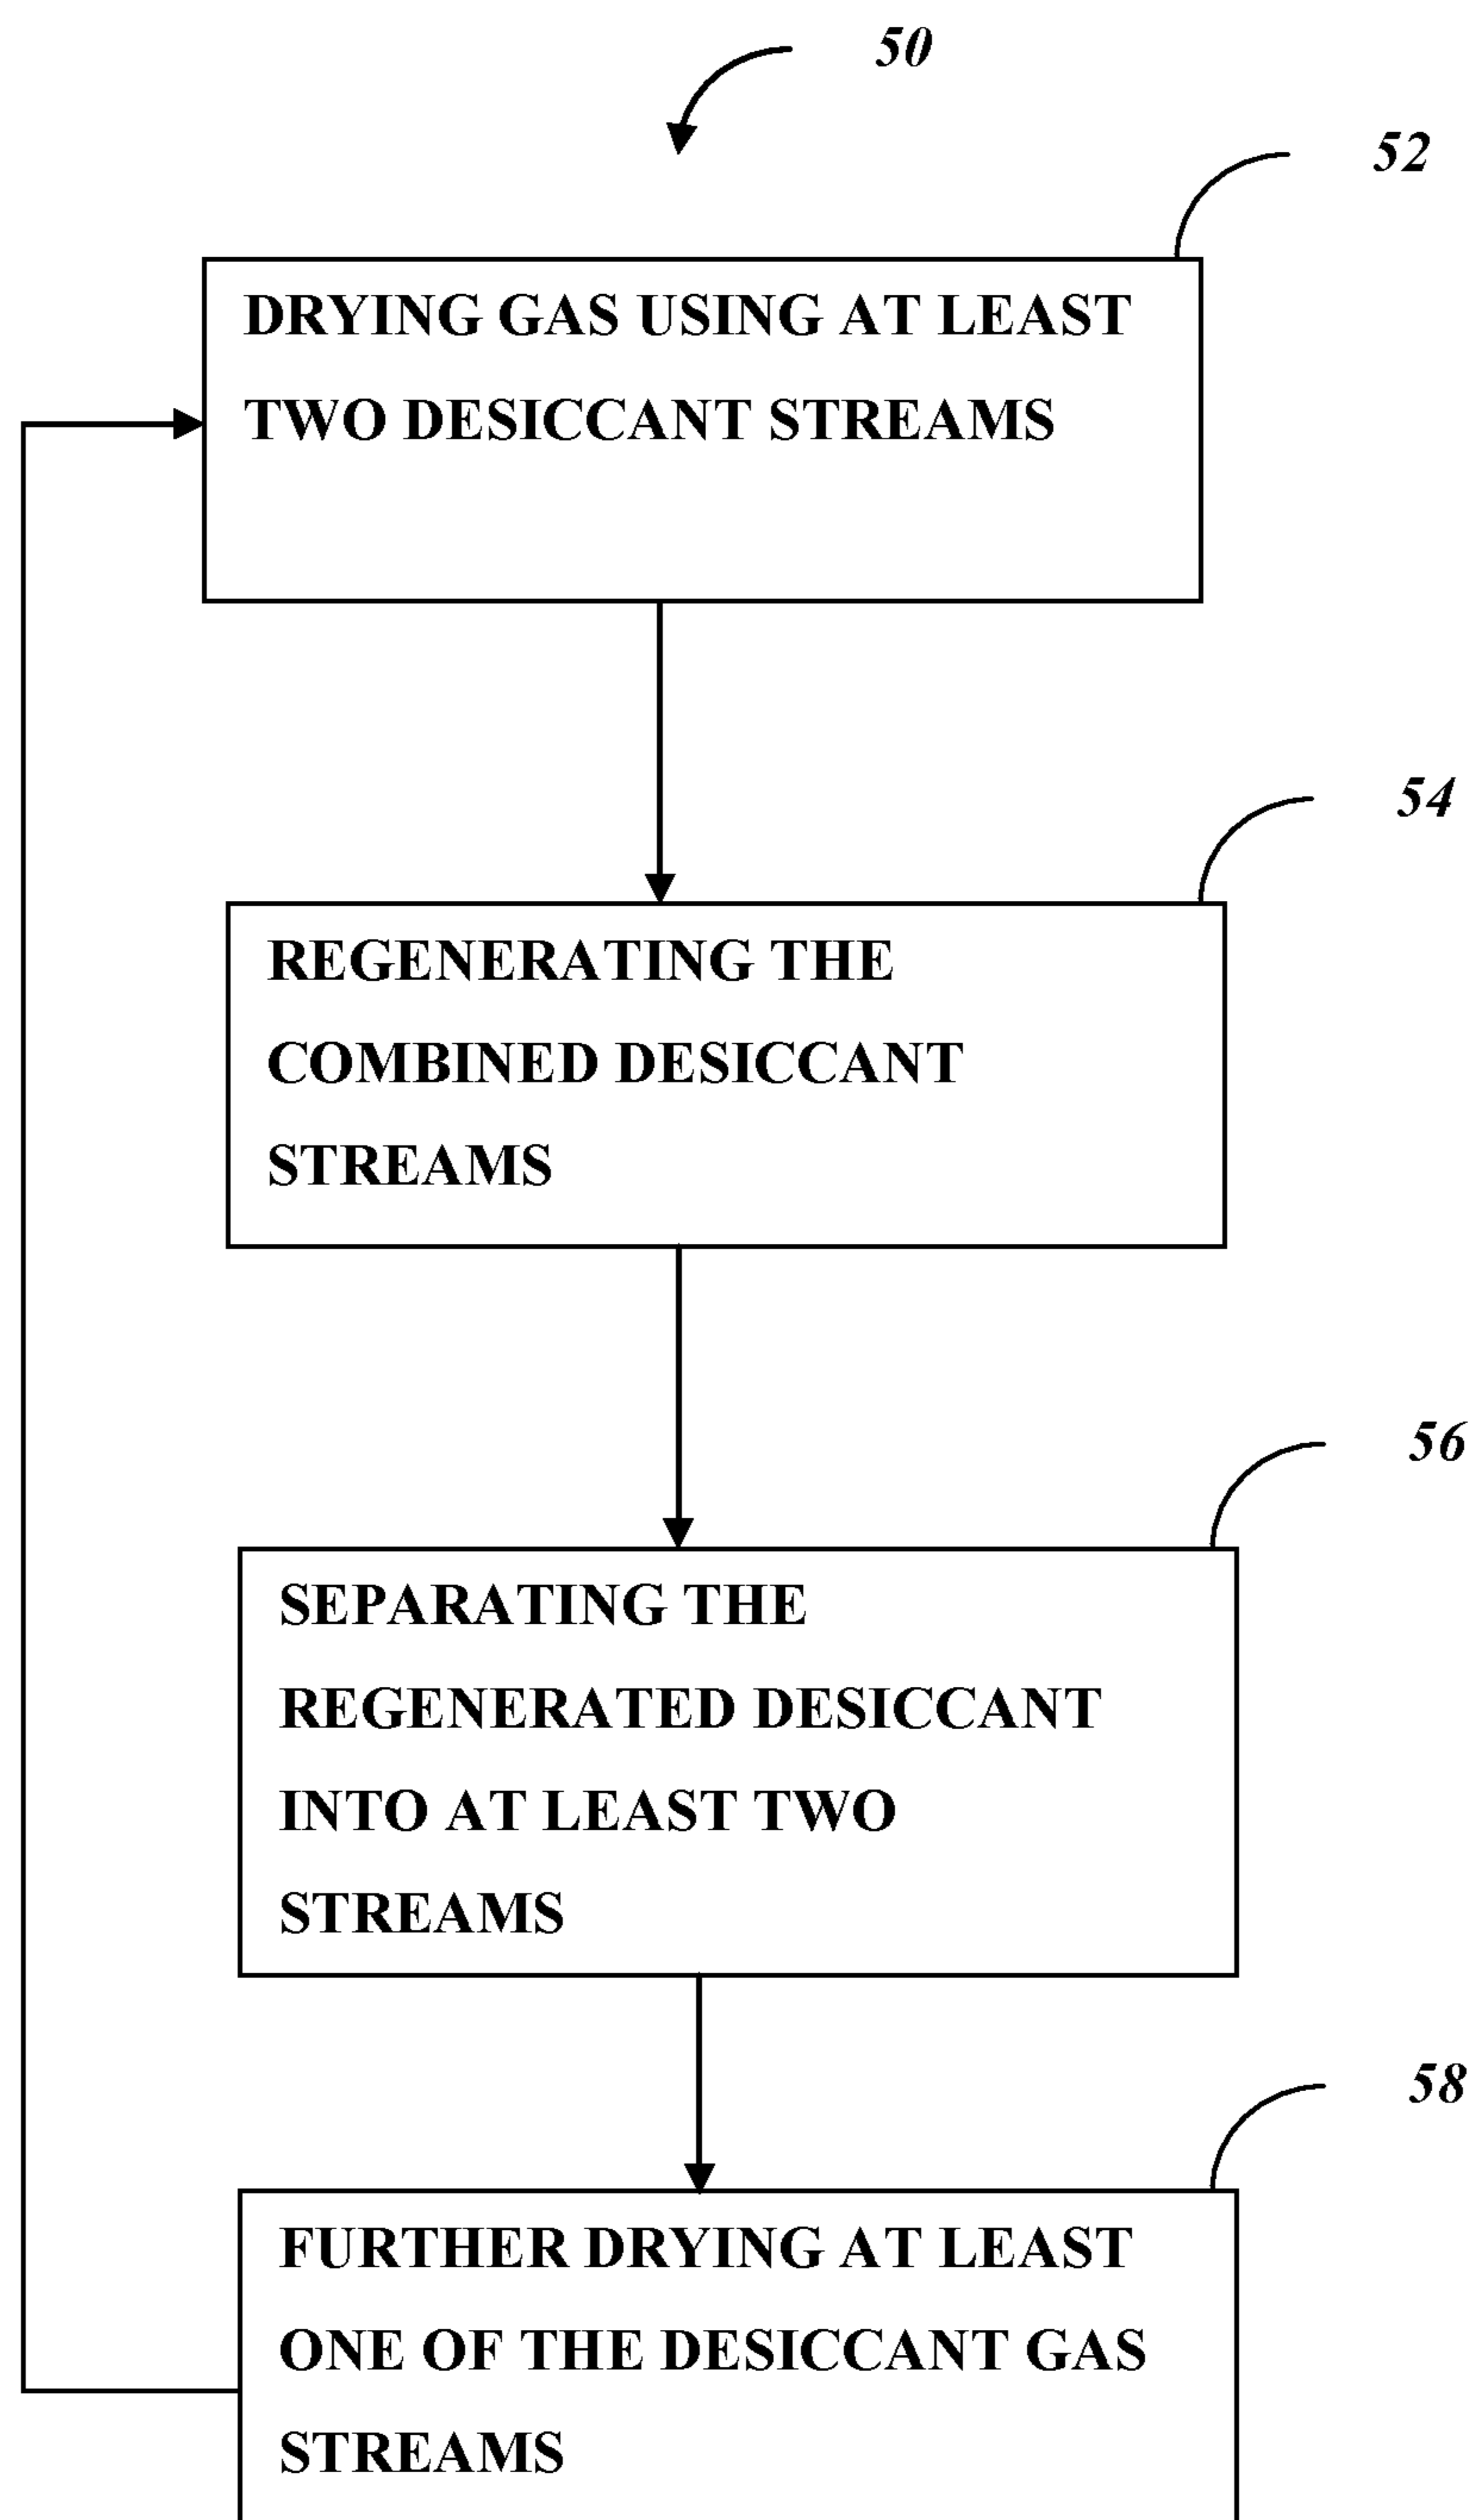 50
52
DRYING GAS USING AT LEAST
TWO DESICCANT STREAMS
54
REGENERATING THE
COMBINED DESICCANT
STREAMS
56
SEPARATING THE
REGENERATED DESICCANT
INTO AT LEAST TWO
STREAMS
58
FURTHER DRYING AT LEAST
ONE OF THE DESICCANT GAS
STREAMS